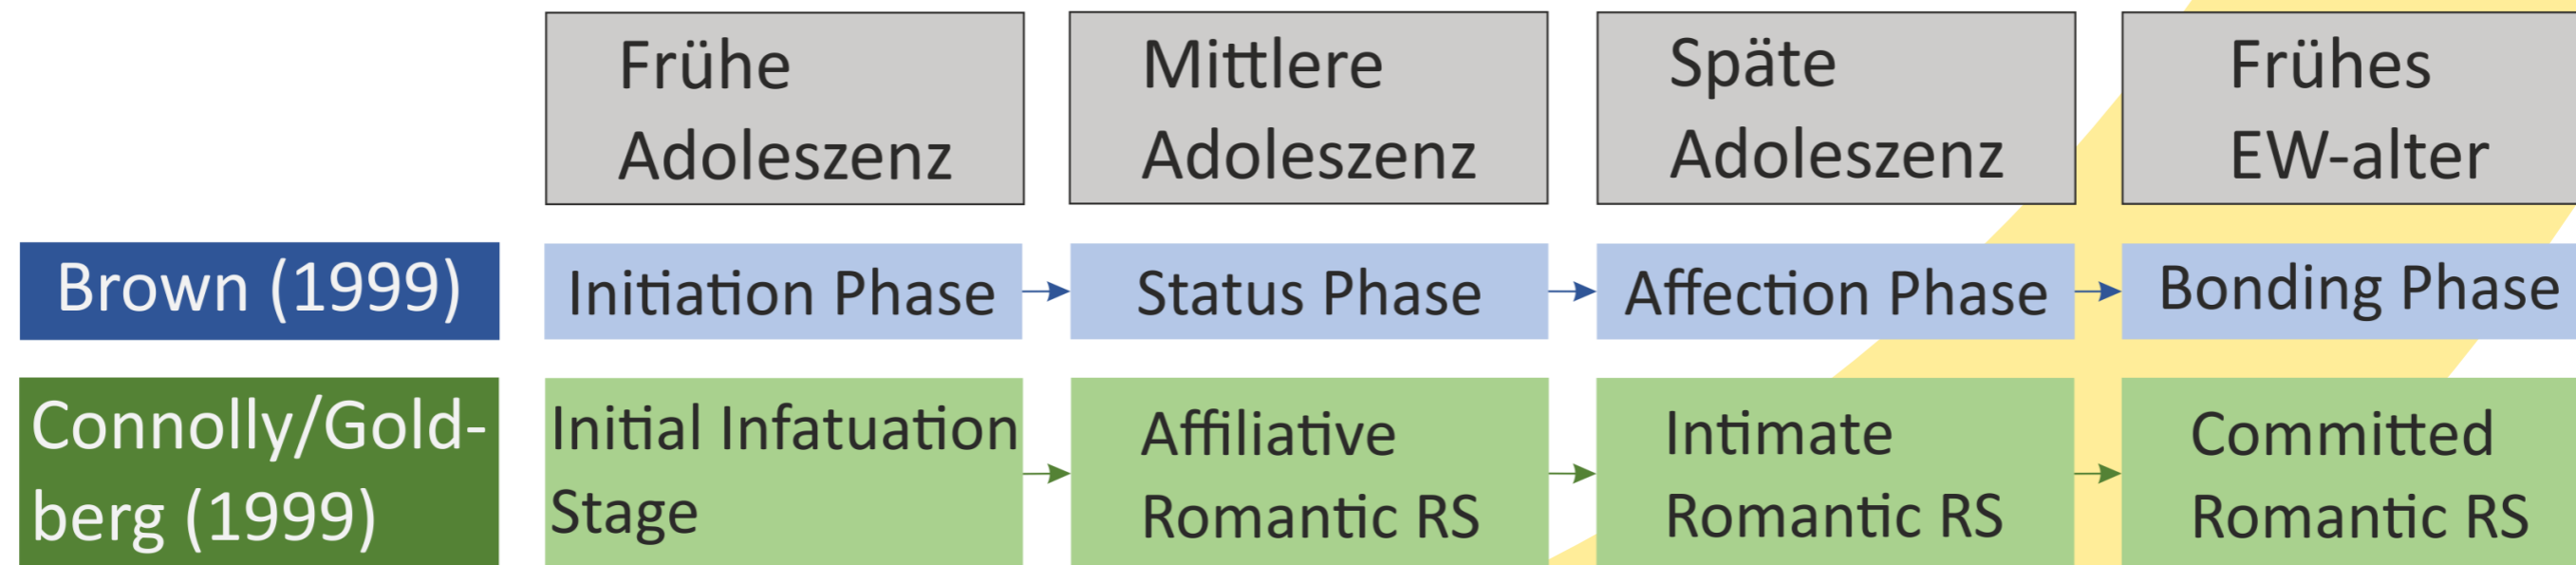 Frühe
Adoleszenz
Mittlere
Adoleszenz
Späte
Adoleszenz
Frühes
EW-alter
Brown (1999)
Initiation Phase
Status Phase
Affection Phase
Bonding Phase
Connolly/Gold-
berg (1999)
Initial Infatuation
Stage
Affiliative
Romantic RS
Intimate
Romantic RS
Committed
Romantic RS